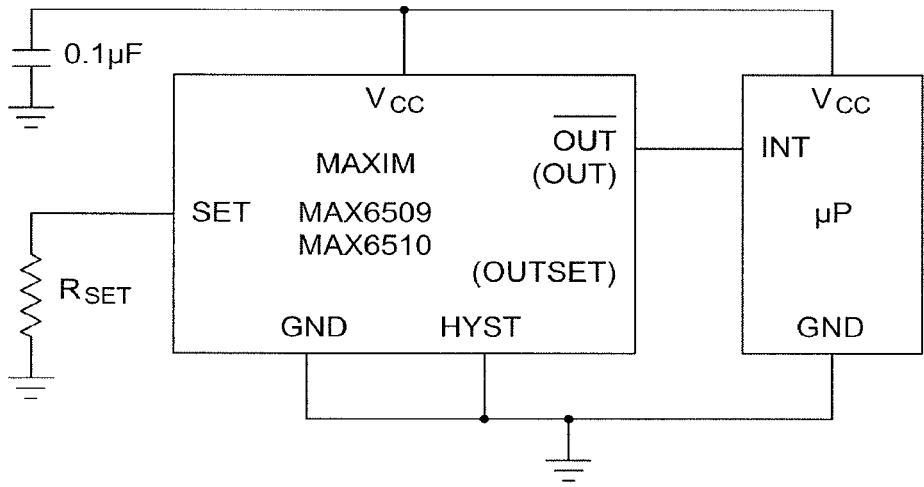 0.1µF
VCC
VCC
OUT
(OUT)
INT
MAXIM
SET
MAX6509
MAX6510
µP
(OUTSET)
RSET
GND
HYST
GND